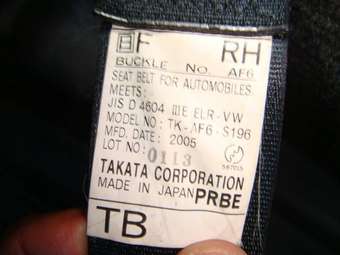 F RH
BUCKLE No AF6
SEAT BELT FOR AUTOMOBILES
MEETS:
JIS D 4604 III E ELR-VW
MODEL NO: TK-AF6-S196
MFD. DATE: 2005
LOT NO: 0113
TAKATA CORPORATION
MADE IN JAPAN PRBE
TB